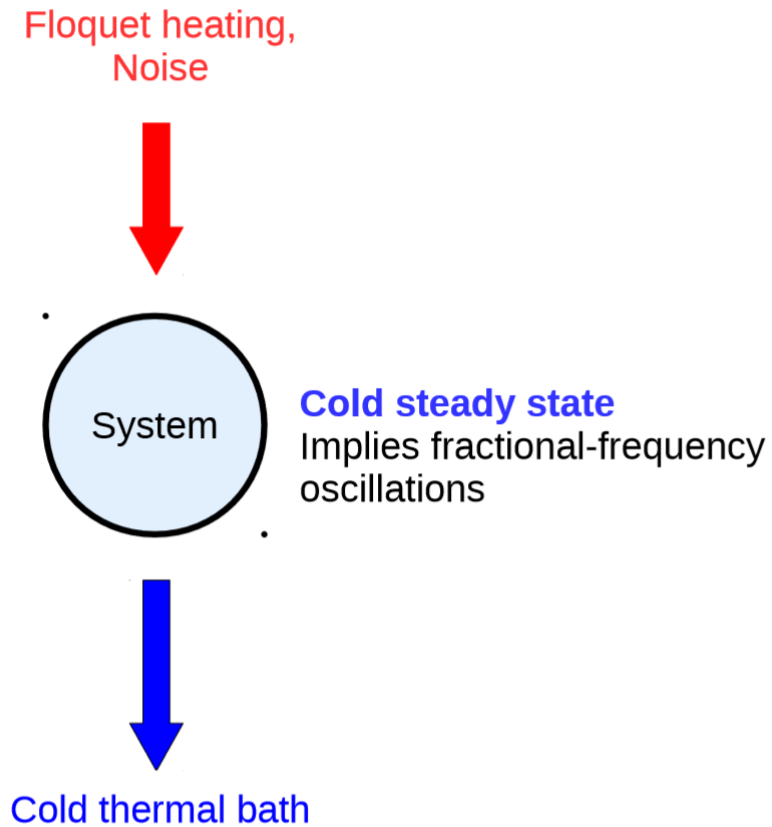 Floquet heating,
Noise
System
Cold steady state
Implies fractional-frequency
oscillations
Cold thermal bath